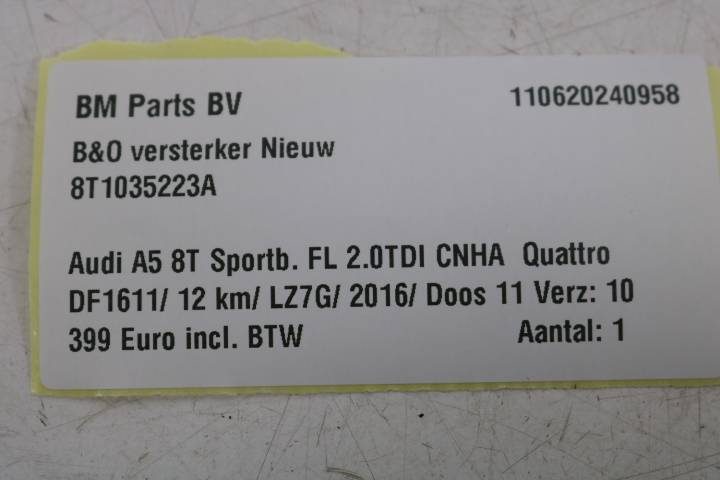 BM Parts BV 110620240958
B&O versterker Nieuw
8T1035223A
Audi A5 8T Sportb. FL 2.0TDI CNHA Quattro
DF1611/ 12 km/ LZ7G/ 2016/ Doos 11 Verz: 10
399 Euro incl. BTW Aantal: 1